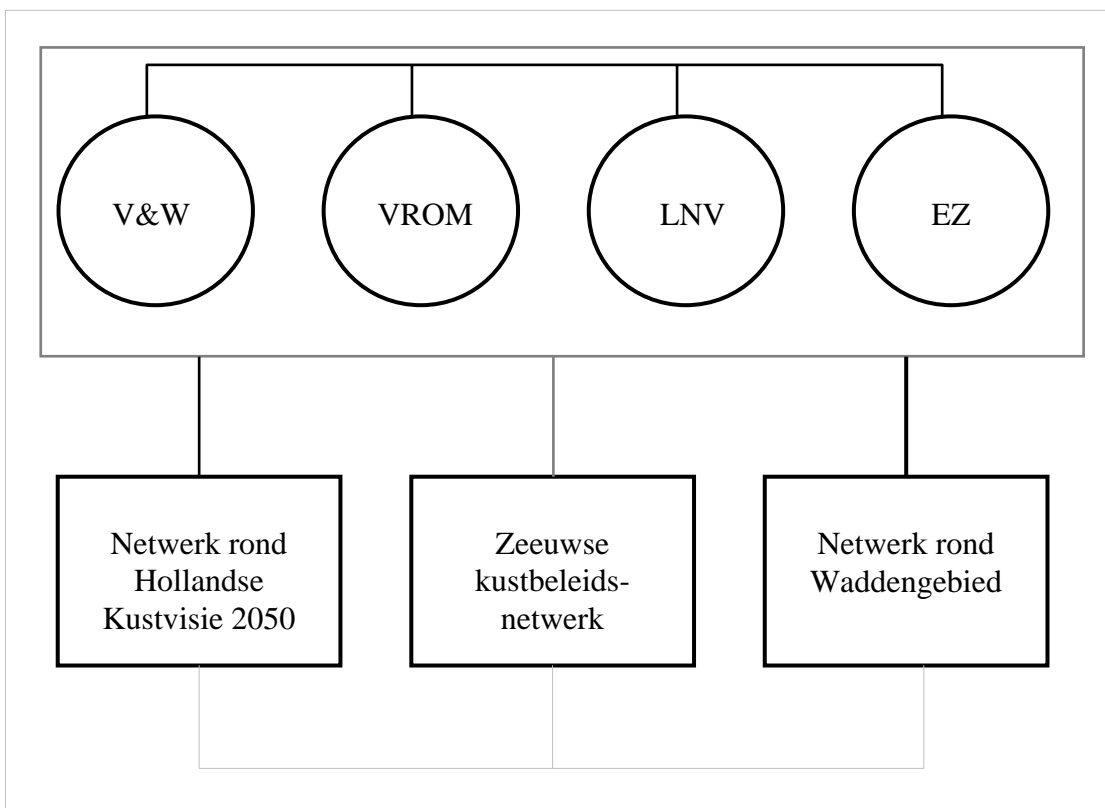 V&W
VROM
LNV
EZ
Netwerk rond
Hollandse
Kustvisie 2050
Zeeuwse
kustbeleids-
netwerk
Netwerk rond
Waddengebied